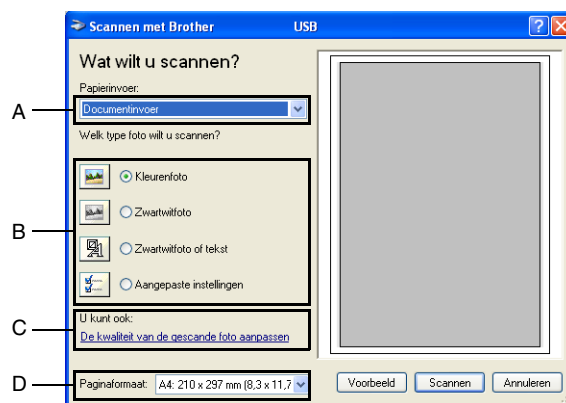 Scannen met Brother USB
Wat wilt u scannen?
Papierinvoer:
A
Documentinvoer
Welk type foto wilt u scannen?
B
Kleurenfoto
Zwartwitfoto
Zwartwitfoto of tekst
Aangepaste instellingen
C
U kunt ook:
De kwaliteit van de gescande foto aanpassen
D
Paginaformaat: A4: 210 x 297 mm (8,3 x 11,7
Voorbeeld Scannen Annuleren